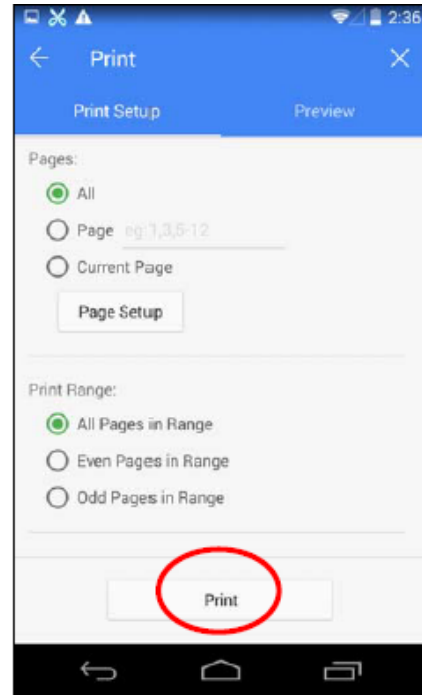 2:36
Print
Print Setup
Preview
Pages:
All
Page eg:1,3,5-12
Current Page
Page Setup
Print Range:
All Pages in Range
Even Pages in Range
Odd Pages in Range
Print